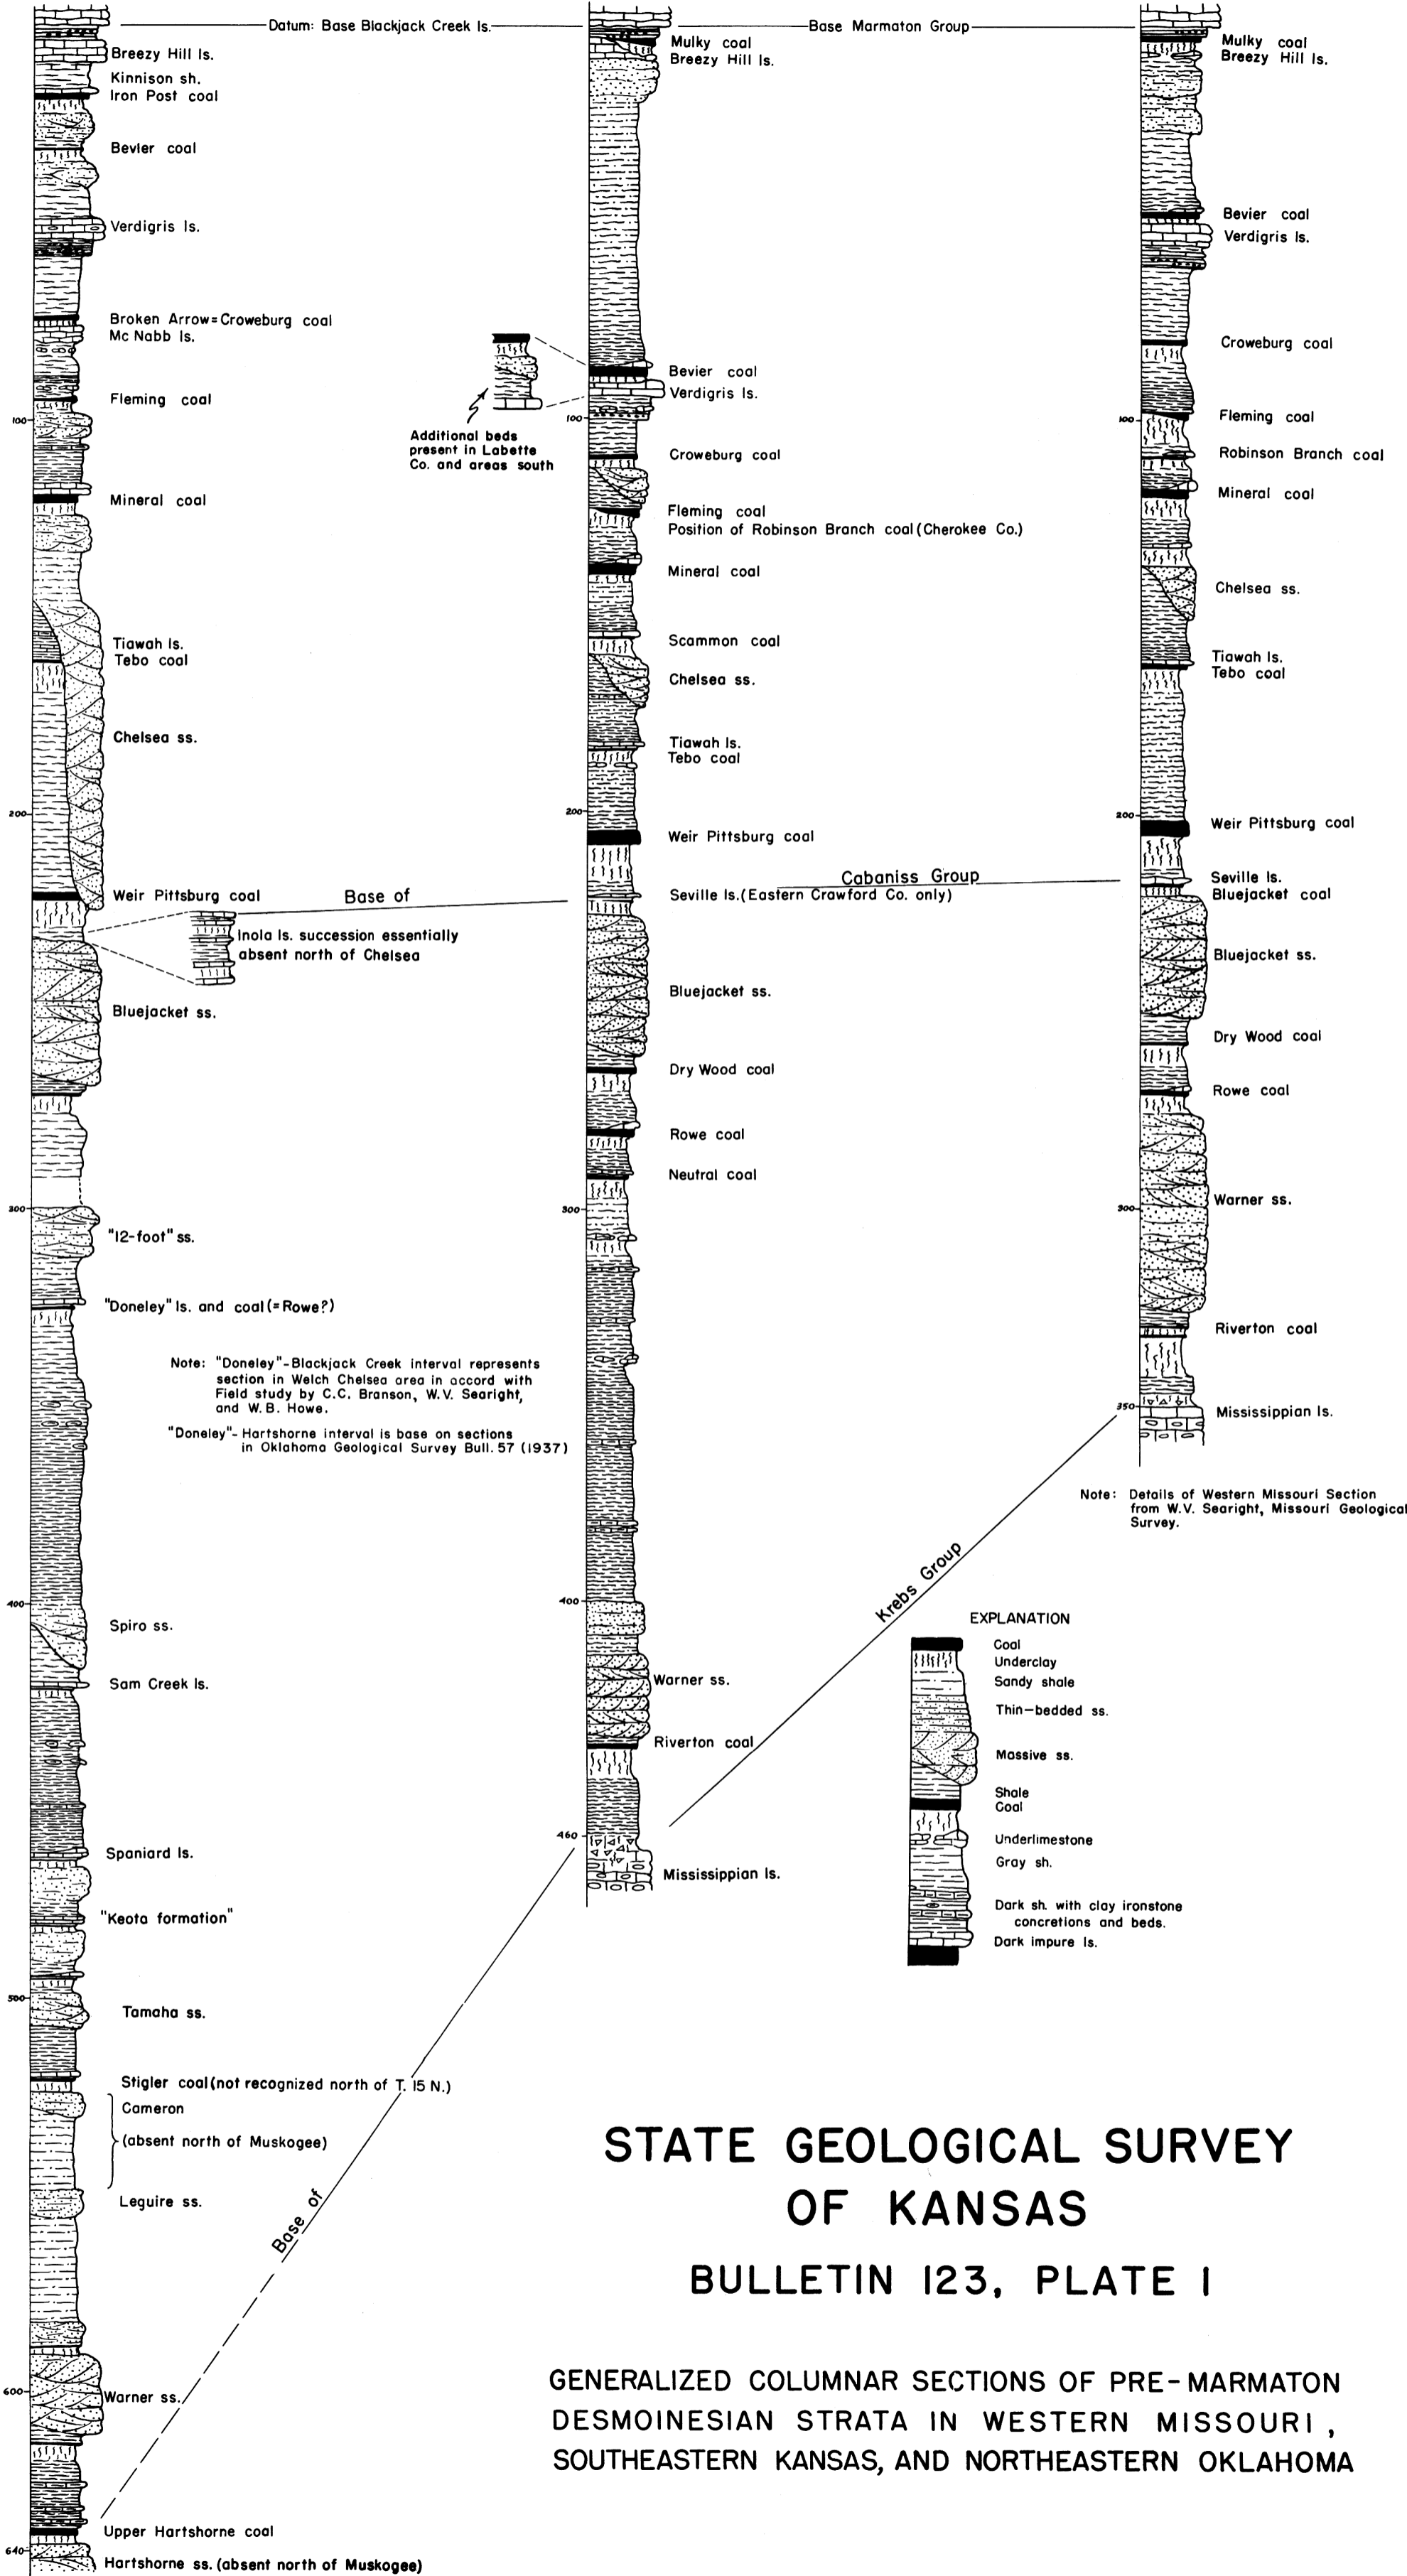 Datum: Base Blackjack Creek ls.
Base Marmaton Group
Breezy Hill ls.
Kinnison sh.
Iron Post coal
Bevier coal
Verdigris ls.
Broken Arrow=Croweburg coal
Mc Nabb ls.
Fleming coal
100
Mineral coal
Tiawah ls.
Tebo coal
Chelsea ss.
200
Weir Pittsburg coal
Base of
Inola ls. succession essentially
absent north of Chelsea
Bluejacket ss.
300
"12-foot" ss.
"Doneley" ls. and coal (=Rowe?)
Note: "Doneley"-Blackjack Creek interval represents
section in Welch Chelsea area in accord with
Field study by C.C. Branson, W.V. Searight,
and W.B. Howe.
"Doneley"- Hartshorne interval is base on sections
in Oklahoma Geological Survey Bull. 57 (1937)
400
Spiro ss.
Sam Creek ls.
Spaniard ls.
"Keota formation"
500
Tamaha ss.
Stigler coal (not recognized north of T. 15 N.)
Cameron
(absent north of Muskogee)
Leguire ss.
Base of
600
Warner ss.
Upper Hartshorne coal
640
Hartshorne ss. (absent north of Muskogee)
Mulky coal
Breezy Hill ls.
Additional beds
present in Labette
Co. and areas south
Bevier coal
Verdigris ls.
100
Croweburg coal
Fleming coal
Position of Robinson Branch coal (Cherokee Co.)
Mineral coal
Scammon coal
Chelsea ss.
Tiawah ls.
Tebo coal
200
Weir Pittsburg coal
Cabaniss Group
Seville ls. (Eastern Crawford Co. only)
Bluejacket ss.
Dry Wood coal
Rowe coal
Neutral coal
300
400
Warner ss.
Riverton coal
460
Mississippian ls.
Krebs Group
Mulky coal
Breezy Hill ls.
Bevier coal
Verdigris ls.
Croweburg coal
100
Fleming coal
Robinson Branch coal
Mineral coal
Chelsea ss.
Tiawah ls.
Tebo coal
200
Weir Pittsburg coal
Seville ls.
Bluejacket coal
Bluejacket ss.
Dry Wood coal
Rowe coal
Warner ss.
300
Riverton coal
350
Mississippian ls.
Note: Details of Western Missouri Section
from W.V. Searight, Missouri Geological
Survey.
EXPLANATION
Coal
Underclay
Sandy shale
Thin-bedded ss.
Massive ss.
Shale
Coal
Underlimestone
Gray sh.
Dark sh. with clay ironstone
concretions and beds.
Dark impure ls.
STATE GEOLOGICAL SURVEY
OF KANSAS
BULLETIN 123, PLATE 1
GENERALIZED COLUMNAR SECTIONS OF PRE-MARMATON
DESMOINESIAN STRATA IN WESTERN MISSOURI,
SOUTHEASTERN KANSAS, AND NORTHEASTERN OKLAHOMA